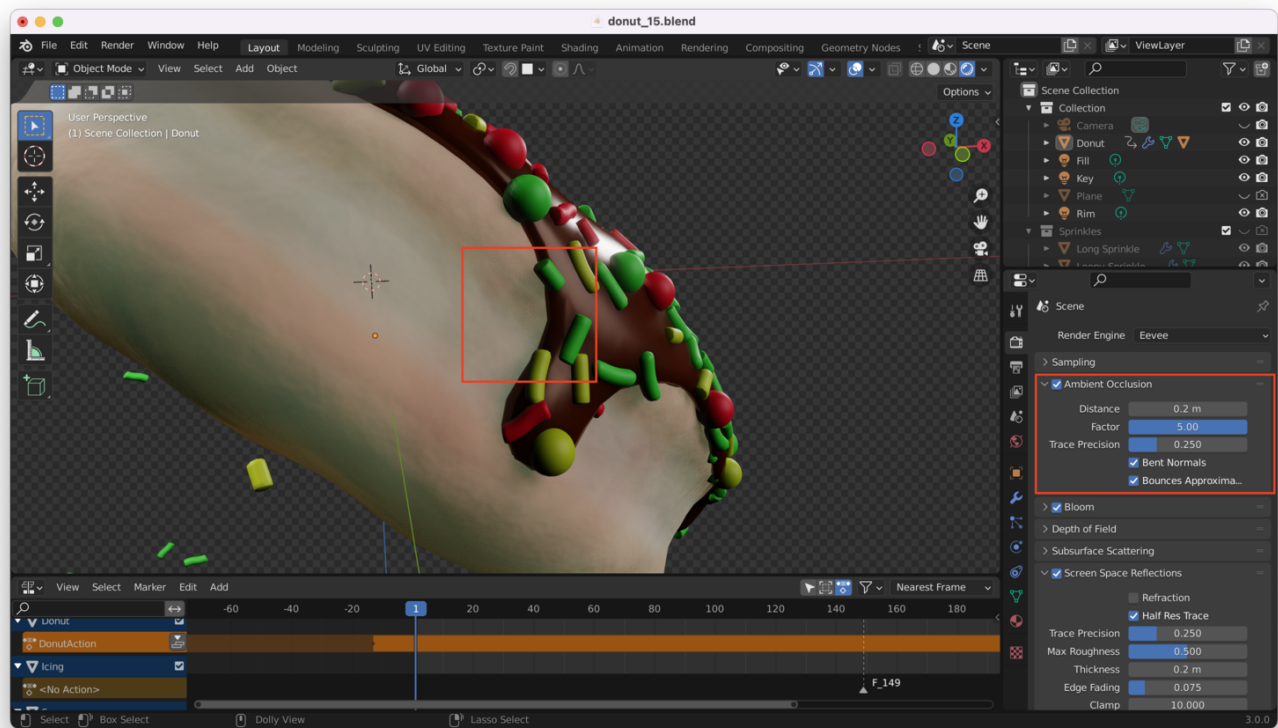 donut_15.blend
File Edit Render Window Help Layout Modeling Sculpting UV Editing Texture Paint Shading Animation Rendering Compositing Geometry Nodes Scene ViewLayer
Object Mode View Select Add Object Global
Options
User Perspective
(1) Scene Collection | Donut
Z
Y
X
Scene Collection
Collection
Camera
Donut
Fill
Key
Plane
Rim
Sprinkles
Long Sprinkle
Scene
Render Engine Eevee
Sampling
Ambient Occlusion
Distance 0.2 m
Factor 5.00
Trace Precision 0.250
Bent Normals
Bounces Approxima...
Bloom
Depth of Field
Subsurface Scattering
Screen Space Reflections
Refraction
Half Res Trace
Trace Precision 0.250
Max Roughness 0.500
Thickness 0.2 m
Edge Fading 0.075
Clamp 10.000
View Select Marker Edit Add Nearest Frame
-60 -40 -20 1 20 40 60 80 100 120 140 160 180
Donut
DonutAction
Icing
<No Action>
F_149
Select Box Select Dolly View Lasso Select 3.0.0